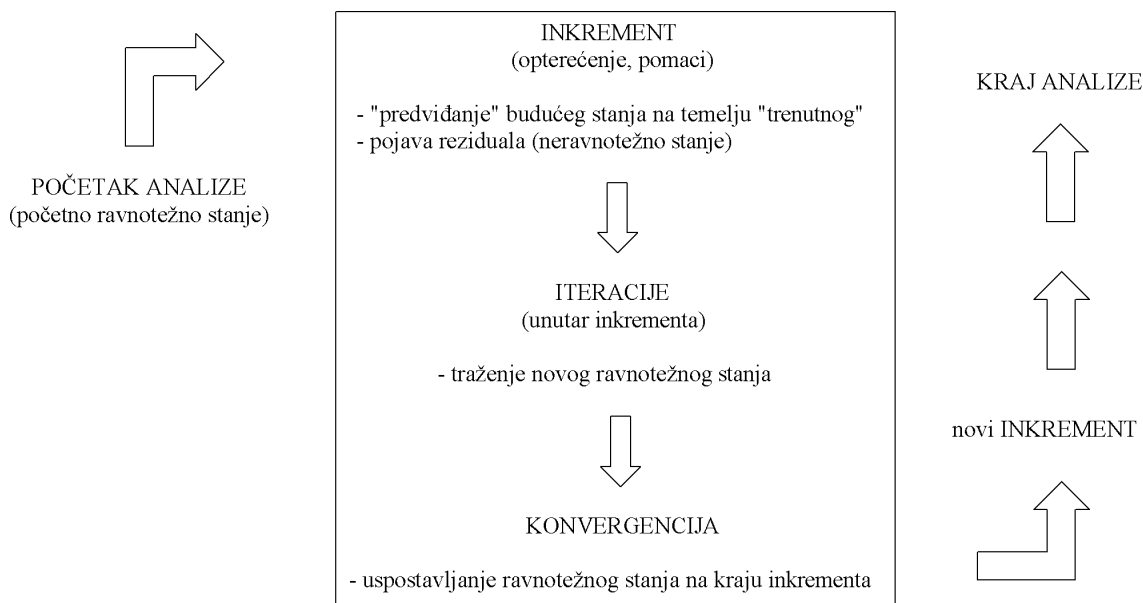 POČETAK ANALIZE
(početno ravnotežno stanje)
INKREMENT
(opterećenje, pomaci)
- "predviđanje" budućeg stanja na temelju "trenutnog"
- pojava reziduala (neravnotežno stanje)
ITERACIJE
(unutar inkrementa)
- traženje novog ravnotežnog stanja
KONVERGENCIJA
- uspostavljanje ravnotežnog stanja na kraju inkrementa
novi INKREMENT
KRAJ ANALIZE